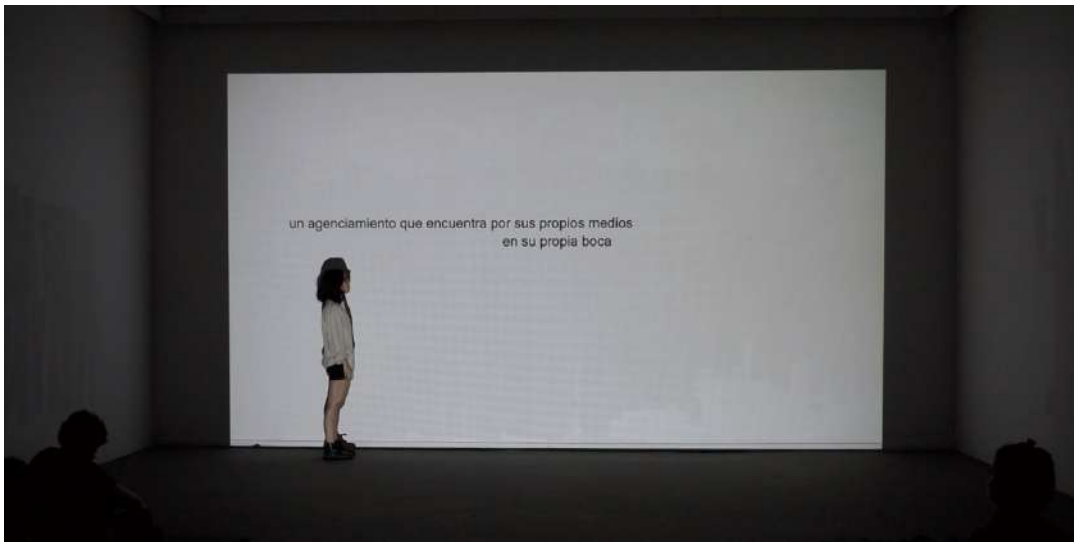 un agenciamiento que encuentra por sus propios medios
en su propia boca